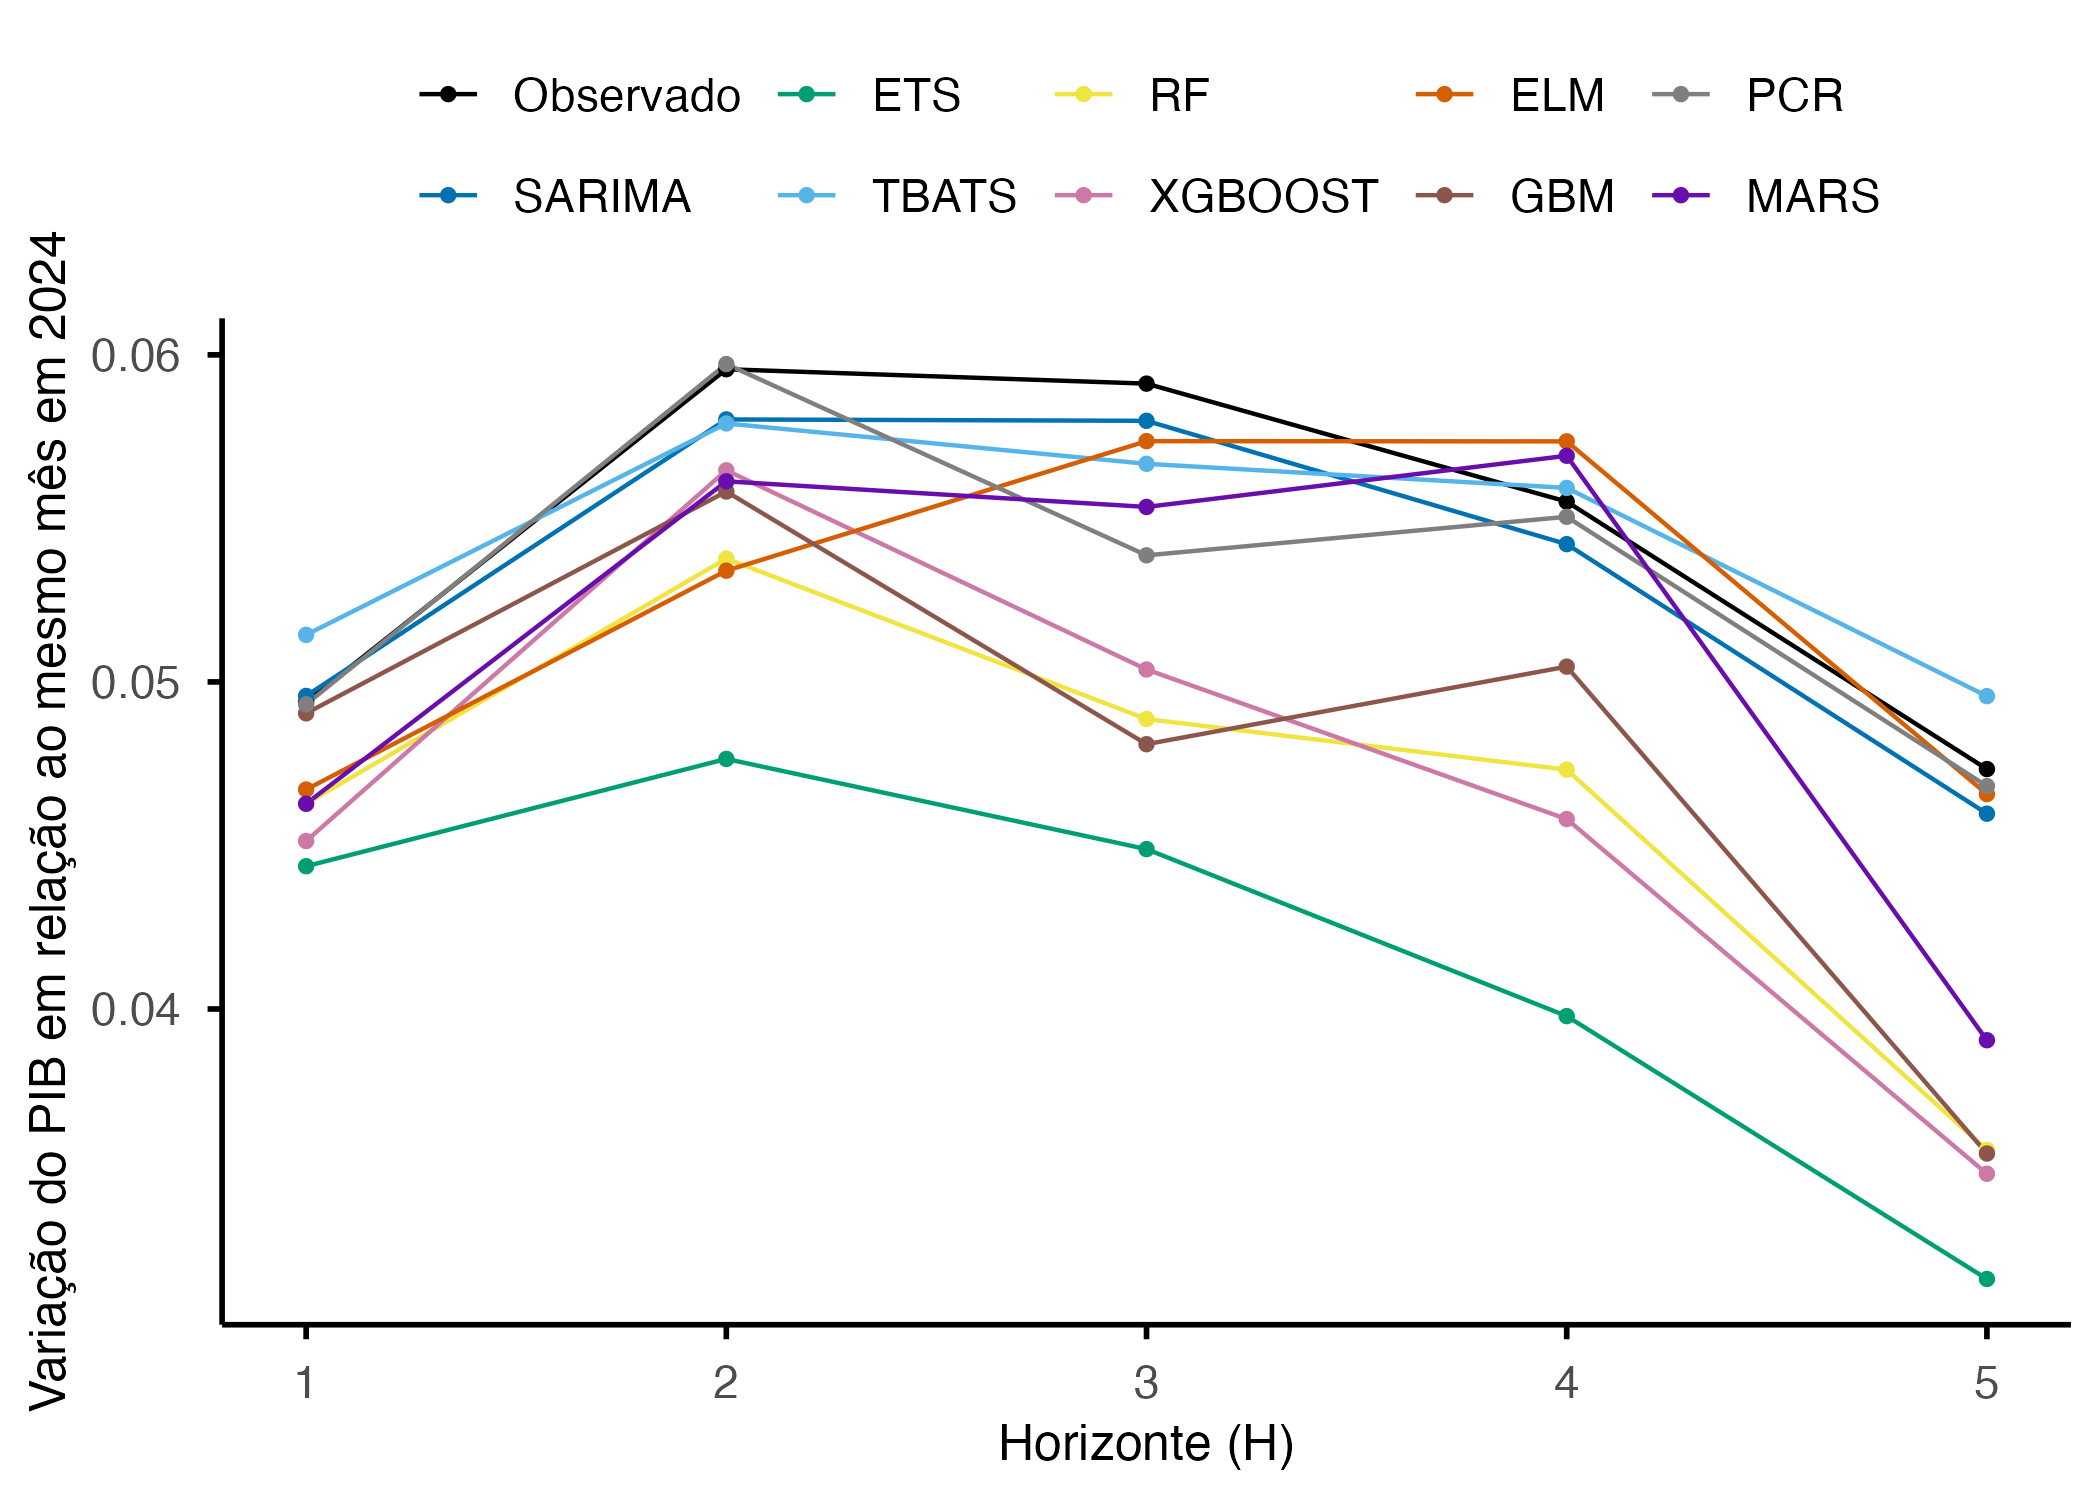 Observado ETS RF ELM PCR
SARIMA TBATS XGBOOST GBM MARS
Variação do PIB em relação ao mesmo mês em 2024
0.06
0.05
0.04
1 2 3 4 5
Horizonte (H)